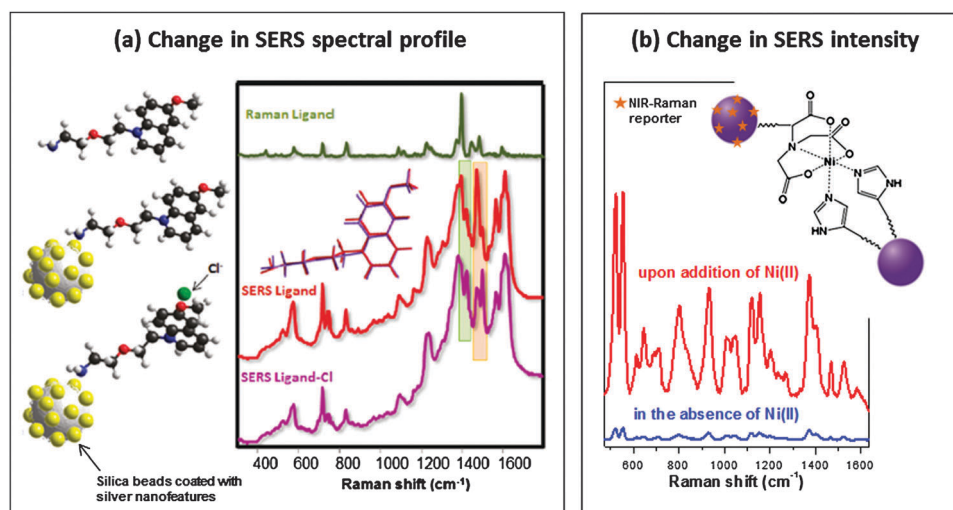 (a) Change in SERS spectral profile
Raman Ligand
SERS Ligand
SERS Ligand-Cl
Cl-
Silica beads coated with
silver nanofeatures
400 600 800 1000 1200 1400 1600
Raman shift (cm-1)
(b) Change in SERS intensity
NIR-Raman
reporter
O
O
O
O
N
O
Ni
O
N
NH
N
HN
upon addition of Ni(II)
in the absence of Ni(II)
600 800 1000 1200 1400 1600
Raman shift (cm-1)